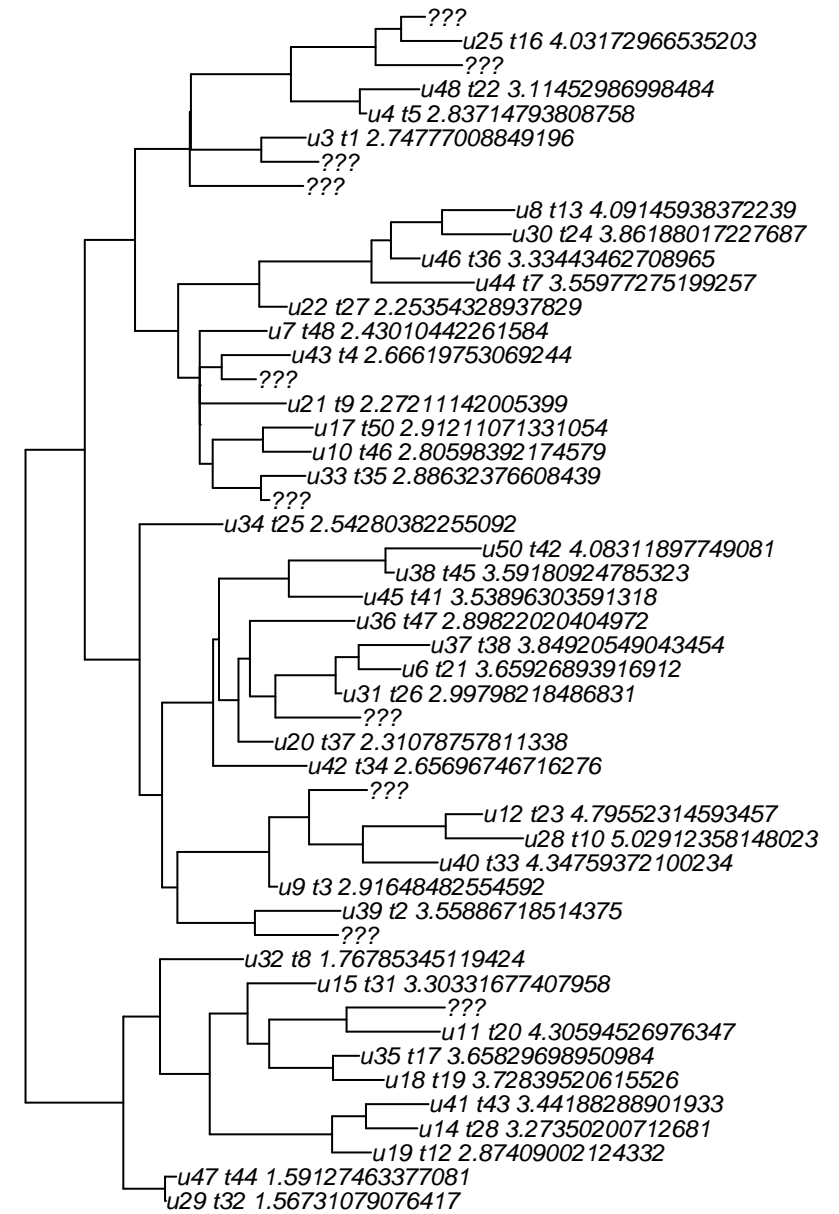 ???
u25 t16 4.03172966535203
???
u48 t22 3.11452986998484
u4 t5 2.83714793808758
u3 t1 2.74777008849196
???
???
u8 t13 4.09145938372239
u30 t24 3.86188017227687
u46 t36 3.33443462708965
u44 t7 3.55977275199257
u22 t27 2.25354328937829
u7 t48 2.43010442261584
u43 t4 2.66619753069244
???
u21 t9 2.27211142005399
u17 t50 2.91211071331054
u10 t46 2.80598392174579
u33 t35 2.88632376608439
???
u34 t25 2.54280382255092
u50 t42 4.08311897749081
u38 t45 3.59180924785323
u45 t41 3.53896303591318
u36 t47 2.89822020404972
u37 t38 3.84920549043454
u6 t21 3.65926893916912
u31 t26 2.99798218486831
???
u20 t37 2.31078757811338
u42 t34 2.65696746716276
???
u12 t23 4.79552314593457
u28 t10 5.02912358148023
u40 t33 4.34759372100234
u9 t3 2.91648482554592
u39 t2 3.55886718514375
???
u32 t8 1.76785345119424
u15 t31 3.30331677407958
???
u11 t20 4.30594526976347
u35 t17 3.65829698950984
u18 t19 3.72839520615526
u41 t43 3.44188288901933
u14 t28 3.27350200712681
u19 t12 2.87409002124332
u47 t44 1.59127463377081
u29 t32 1.56731079076417